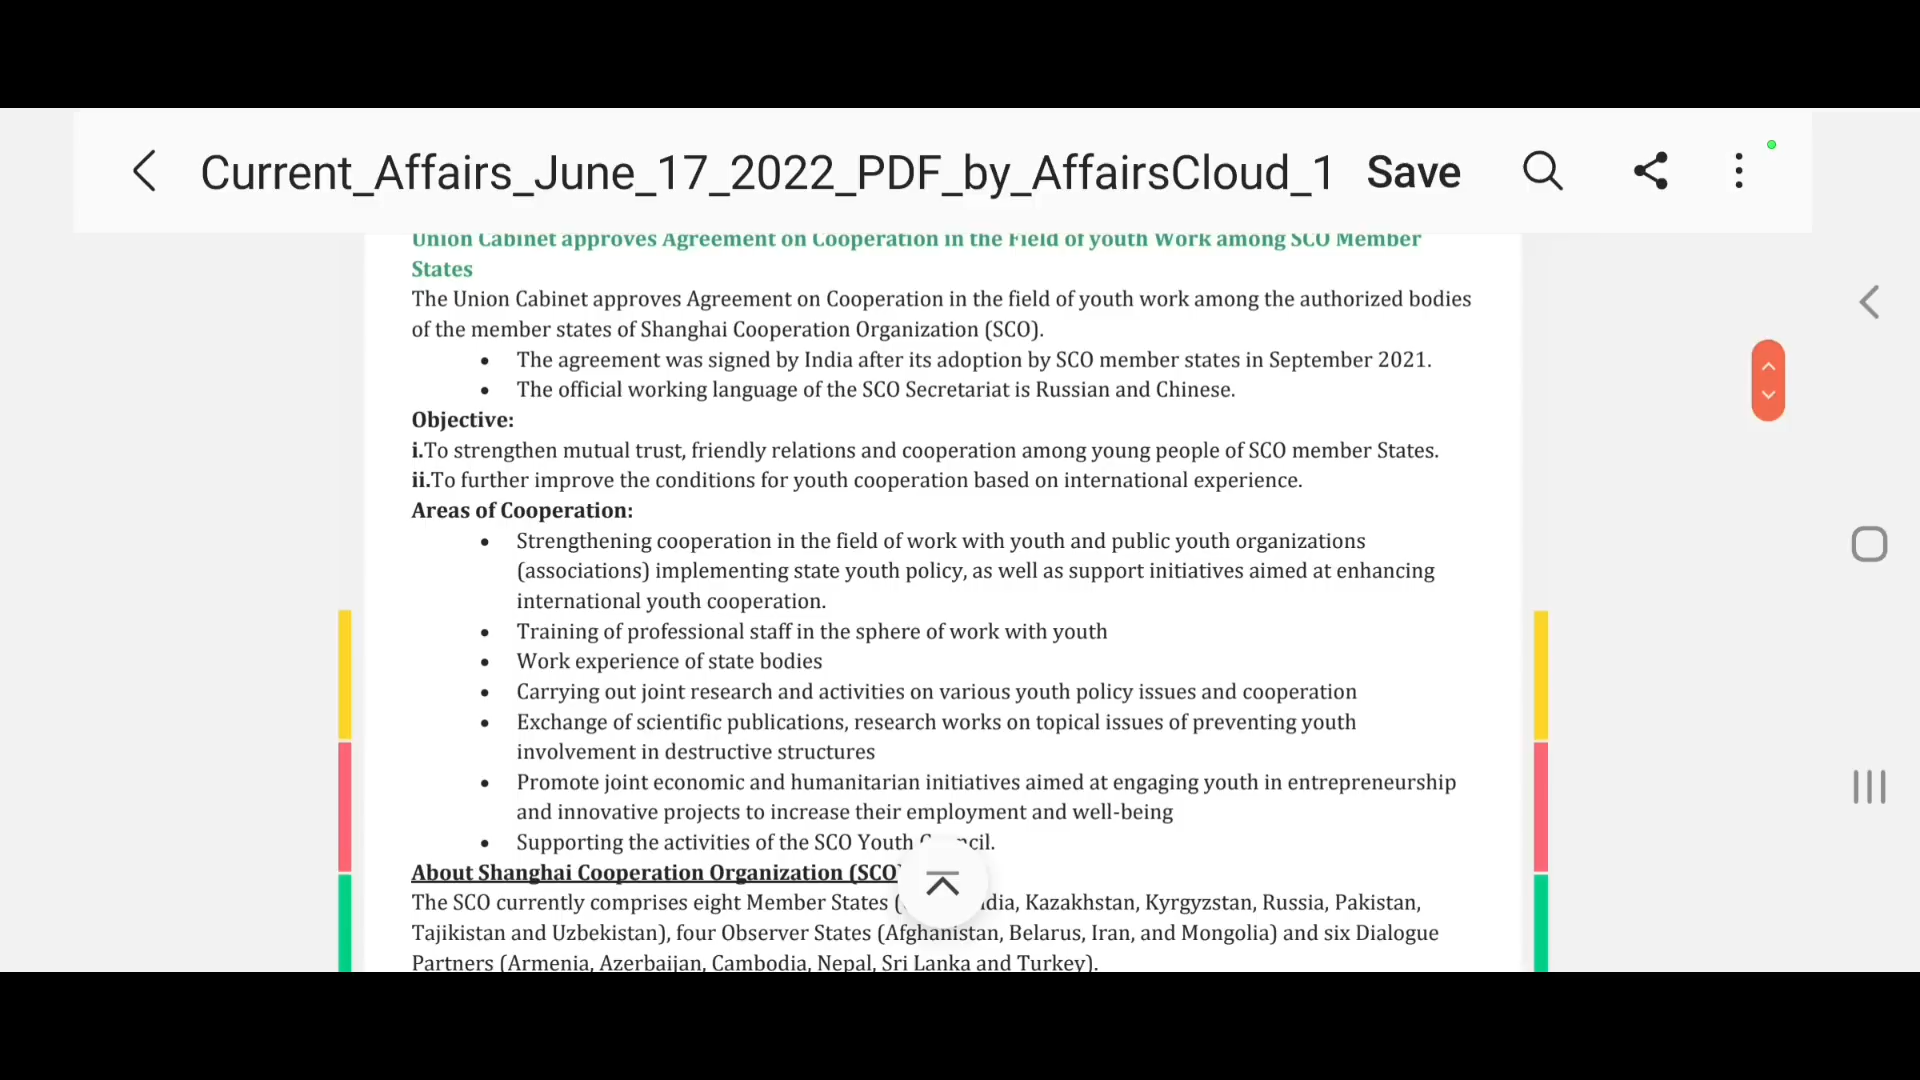 Current_Affairs_June_17_2022_PDF_by_AffairsCloud_1
Save
Union Cabinet approves Agreement on Cooperation in the Field of youth Work among SCO Member
States
The Union Cabinet approves Agreement on Cooperation in the field of youth work among the authorized bodies
of the member states of Shanghai Cooperation Organization (SCO).
• The agreement was signed by India after its adoption by SCO member states in September 2021.
• The official working language of the SCO Secretariat is Russian and Chinese.
Objective:
i.To strengthen mutual trust, friendly relations and cooperation among young people of SCO member States.
ii.To further improve the conditions for youth cooperation based on international experience.
Areas of Cooperation:
• Strengthening cooperation in the field of work with youth and public youth organizations
(associations) implementing state youth policy, as well as support initiatives aimed at enhancing
international youth cooperation.
• Training of professional staff in the sphere of work with youth
• Work experience of state bodies
• Carrying out joint research and activities on various youth policy issues and cooperation
• Exchange of scientific publications, research works on topical issues of preventing youth
involvement in destructive structures
• Promote joint economic and humanitarian initiatives aimed at engaging youth in entrepreneurship
and innovative projects to increase their employment and well-being
• Supporting the activities of the SCO Youth
About Shanghai Cooperation Organization (SCO
The SCO currently comprises eight Member States ( Kazakhstan, Kyrgyzstan, Russia, Pakistan,
Tajikistan and Uzbekistan), four Observer States (Afghanistan, Belarus, Iran, and Mongolia) and six Dialogue
Partners (Armenia, Azerbaijan, Cambodia, Nepal, Sri Lanka and Turkey).